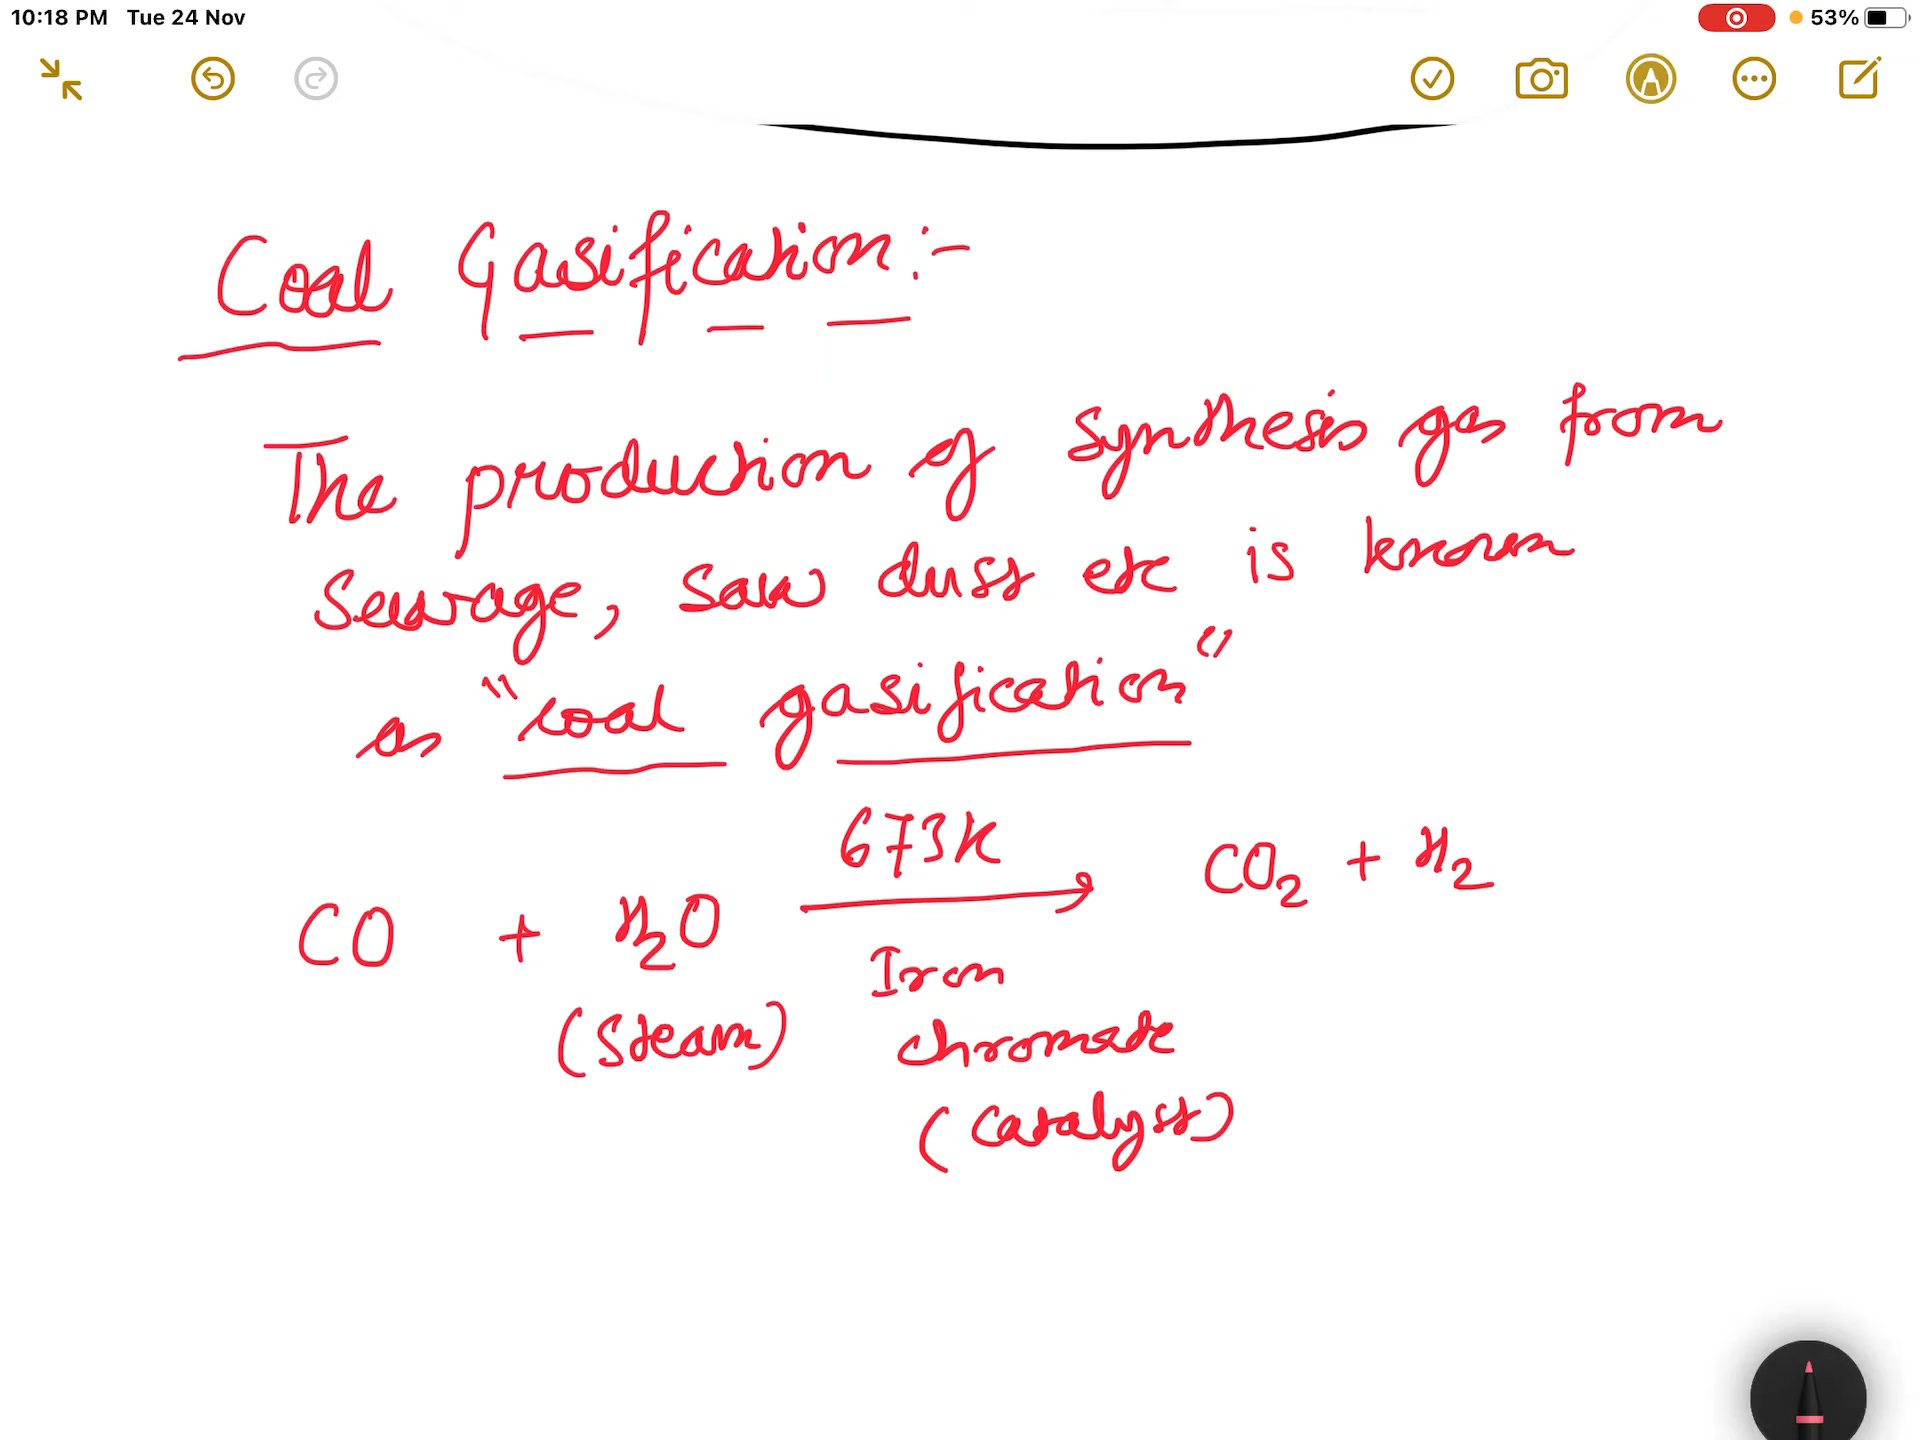 10:18 PM Tue 24 Nov 53%
Coal Gasification:-
The production of synthesis gas from
sewrage, saw dust etc is known
as "coal gasification"
673K
CO + H₂O → CO₂ + H₂
(Steam) Iron
chromate
(catalyst)